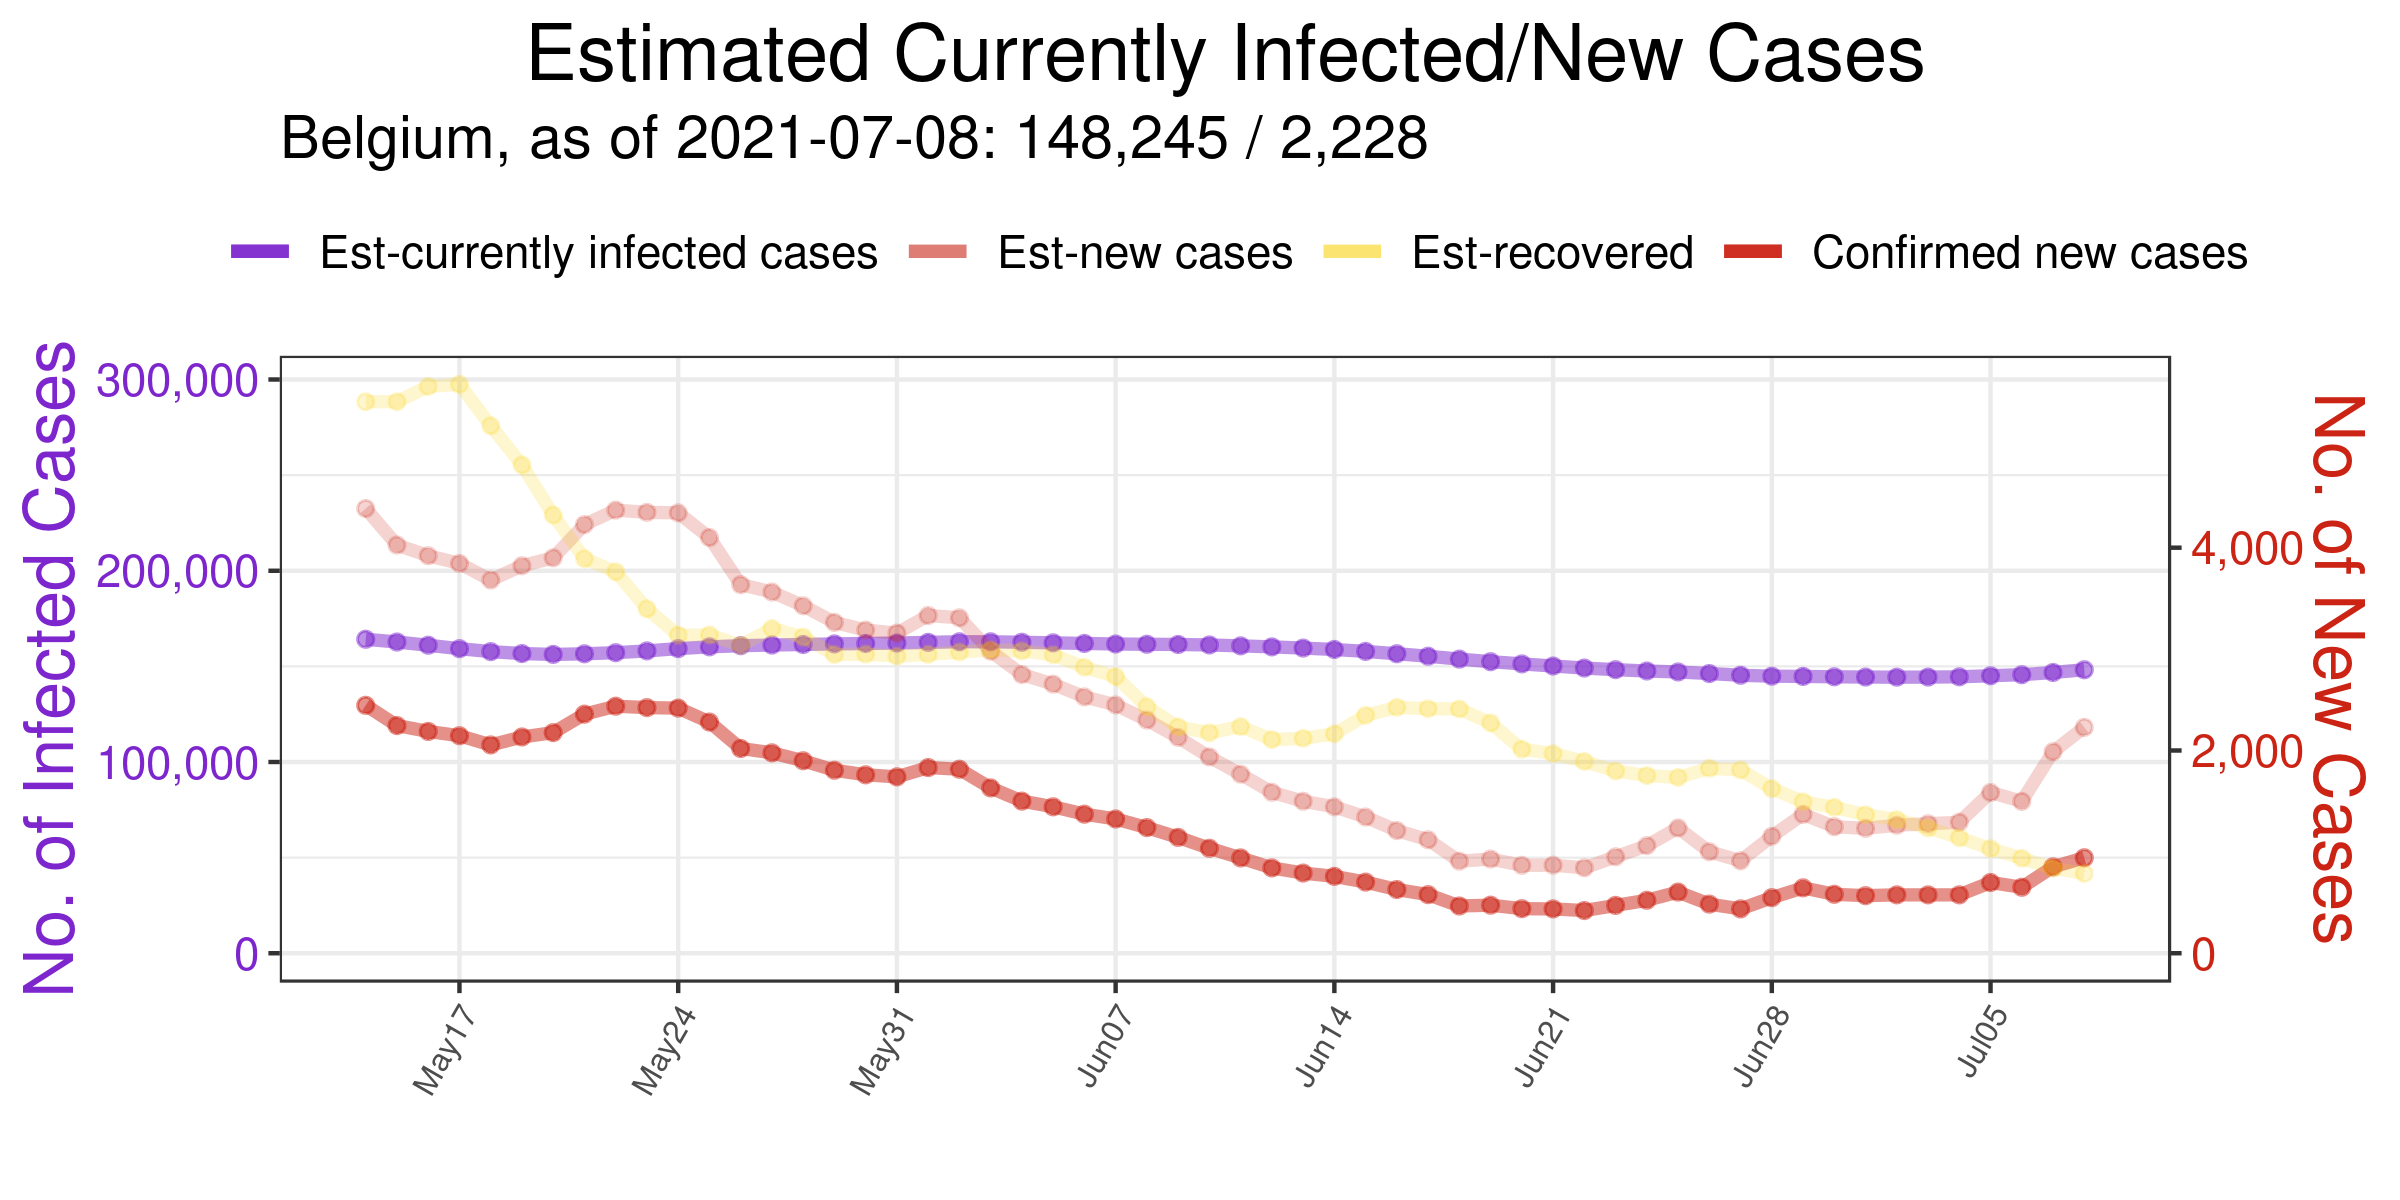 Estimated Currently Infected/New Cases
Belgium, as of 2021-07-08: 148,245 / 2,228
Est-currently infected cases Est-new cases Est-recovered Confirmed new cases
No. of Infected Cases
300,000
200,000
100,000
0
4,000
2,000
0
No. of New Cases
May17 May24 May31 Jun07 Jun14 Jun21 Jun28 Jul05